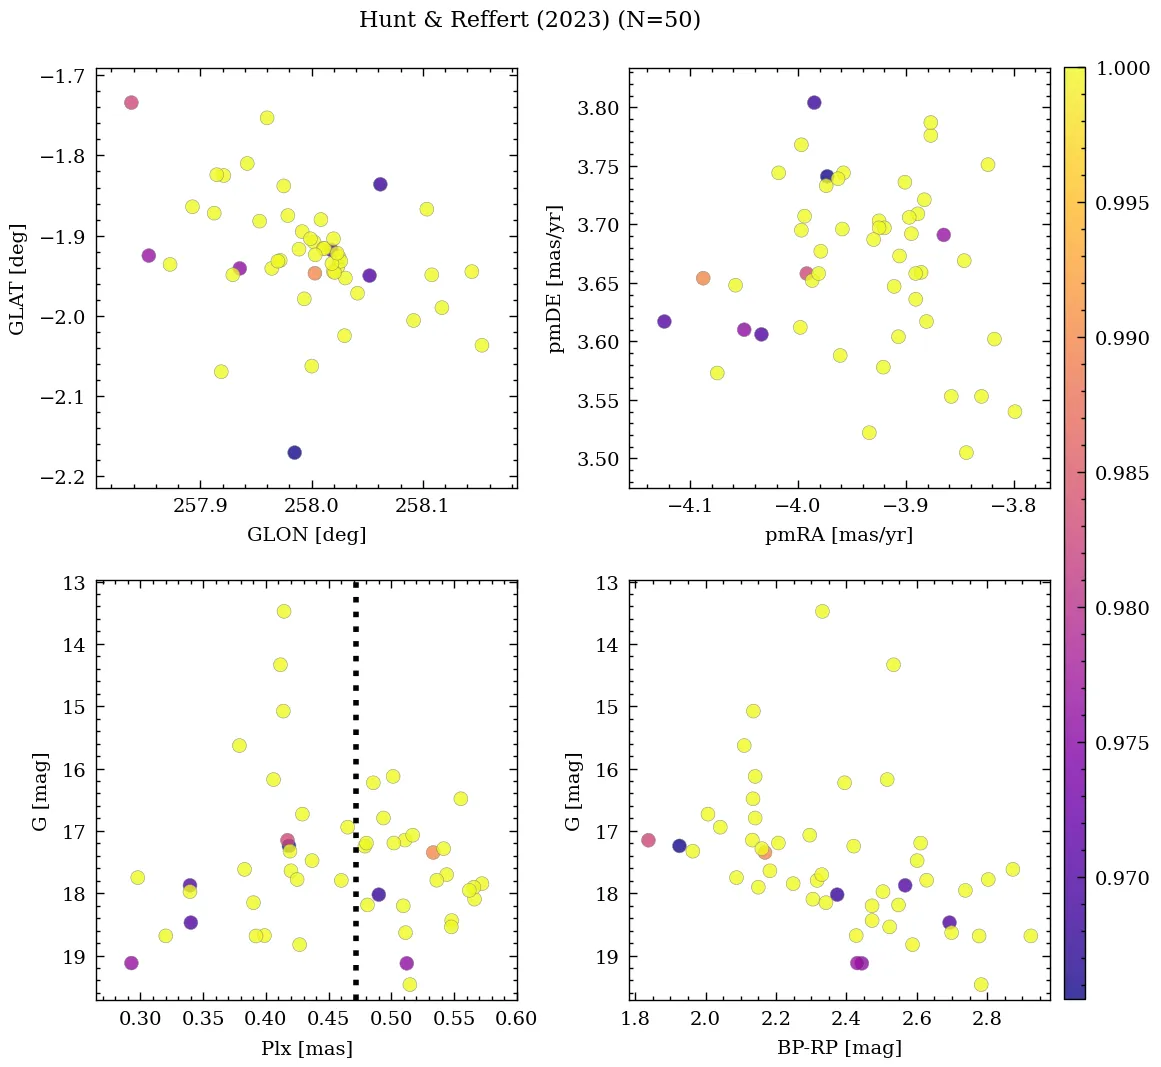 Hunt & Reffert (2023) (N=50)
−1.7
−1.8
−1.9
−2.0
−2.1
−2.2
GLAT [deg]
257.9 258.0 258.1
GLON [deg]
3.80
3.75
3.70
3.65
3.60
3.55
3.50
pmDE [mas/yr]
−4.1 −4.0 −3.9 −3.8
pmRA [mas/yr]
13
14
15
16
17
18
19
G [mag]
0.30 0.35 0.40 0.45 0.50 0.55 0.60
Plx [mas]
13
14
15
16
17
18
19
G [mag]
1.8 2.0 2.2 2.4 2.6 2.8
BP-RP [mag]
1.000
0.995
0.990
0.985
0.980
0.975
0.970